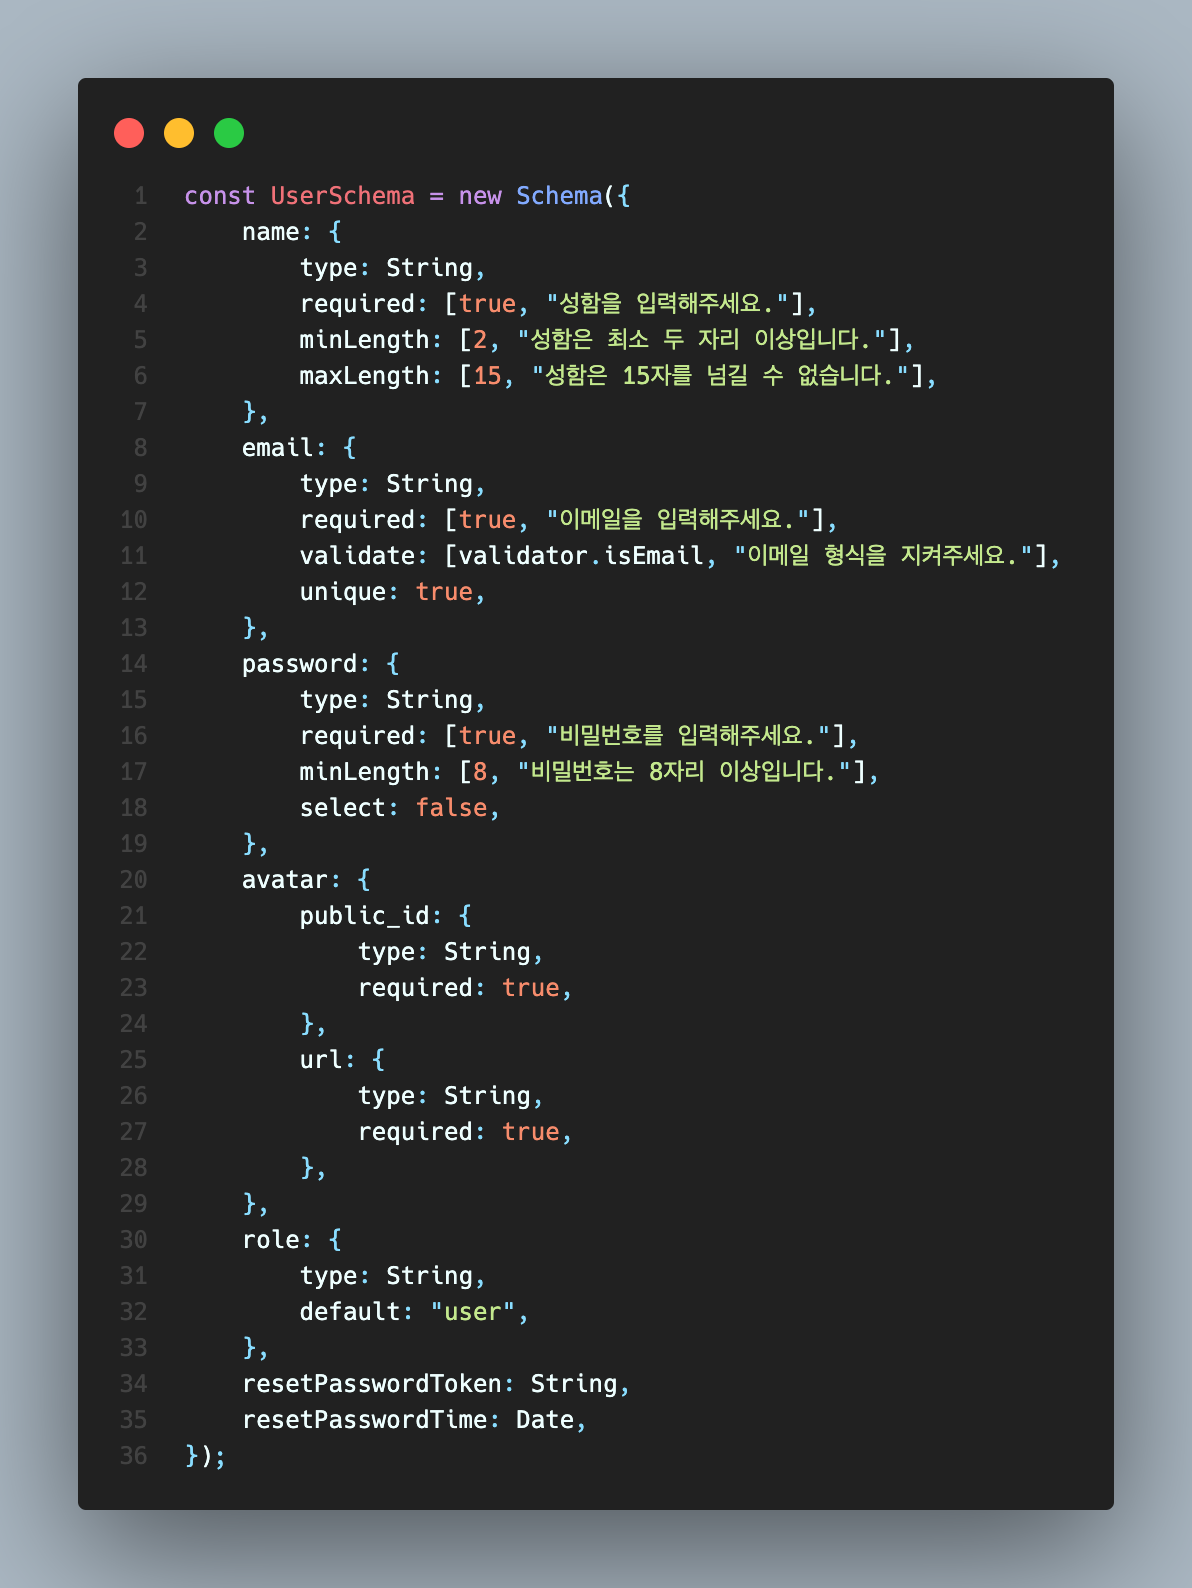 1 const UserSchema = new Schema({
2     name: {
3         type: String,
4         required: [true, "성함을 입력해주세요."],
5         minLength: [2, "성함은 최소 두 자리 이상입니다."],
6         maxLength: [15, "성함은 15자를 넘길 수 없습니다."],
7     },
8     email: {
9         type: String,
10         required: [true, "이메일을 입력해주세요."],
11         validate: [validator.isEmail, "이메일 형식을 지켜주세요."],
12         unique: true,
13     },
14     password: {
15         type: String,
16         required: [true, "비밀번호를 입력해주세요."],
17         minLength: [8, "비밀번호는 8자리 이상입니다."],
18         select: false,
19     },
20     avatar: {
21         public_id: {
22             type: String,
23             required: true,
24         },
25         url: {
26             type: String,
27             required: true,
28         },
29     },
30     role: {
31         type: String,
32         default: "user",
33     },
34     resetPasswordToken: String,
35     resetPasswordTime: Date,
36 });